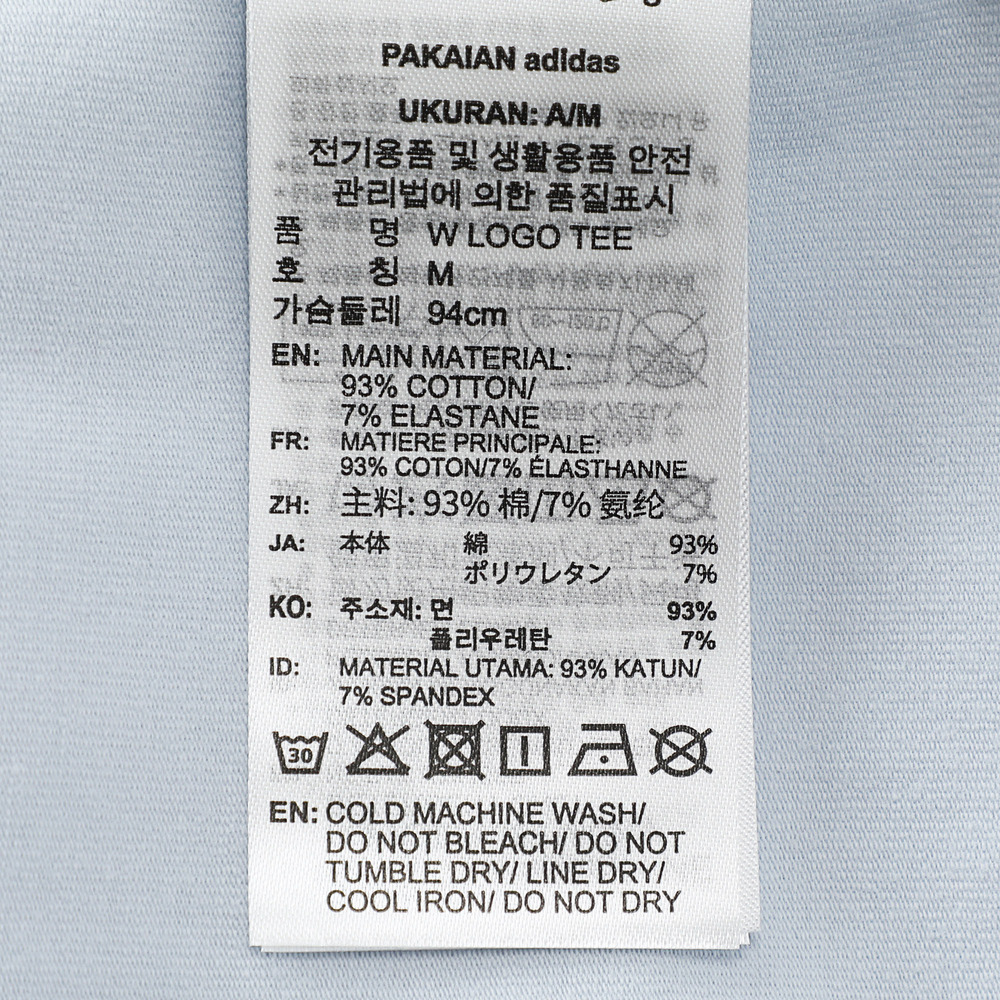 PAKAIAN adidas
UKURAN: A/M
전기용품 및 생활용품 안전
관리법에 의한 품질표시
품 명 W LOGO TEE
호 칭 M
가슴둘레 94cm
EN: MAIN MATERIAL:
93% COTTON/
7% ELASTANE
FR: MATIERE PRINCIPALE:
93% COTON/7% ÉLASTHANNE
ZH: 主料: 93% 棉/7% 氨纶
JA: 本体 綿 93%
ポリウレタン 7%
KO: 주소재: 면 93%
폴리우레탄 7%
ID: MATERIAL UTAMA: 93% KATUN/
7% SPANDEX
30
EN: COLD MACHINE WASH/
DO NOT BLEACH/ DO NOT
TUMBLE DRY/ LINE DRY/
COOL IRON/ DO NOT DRY